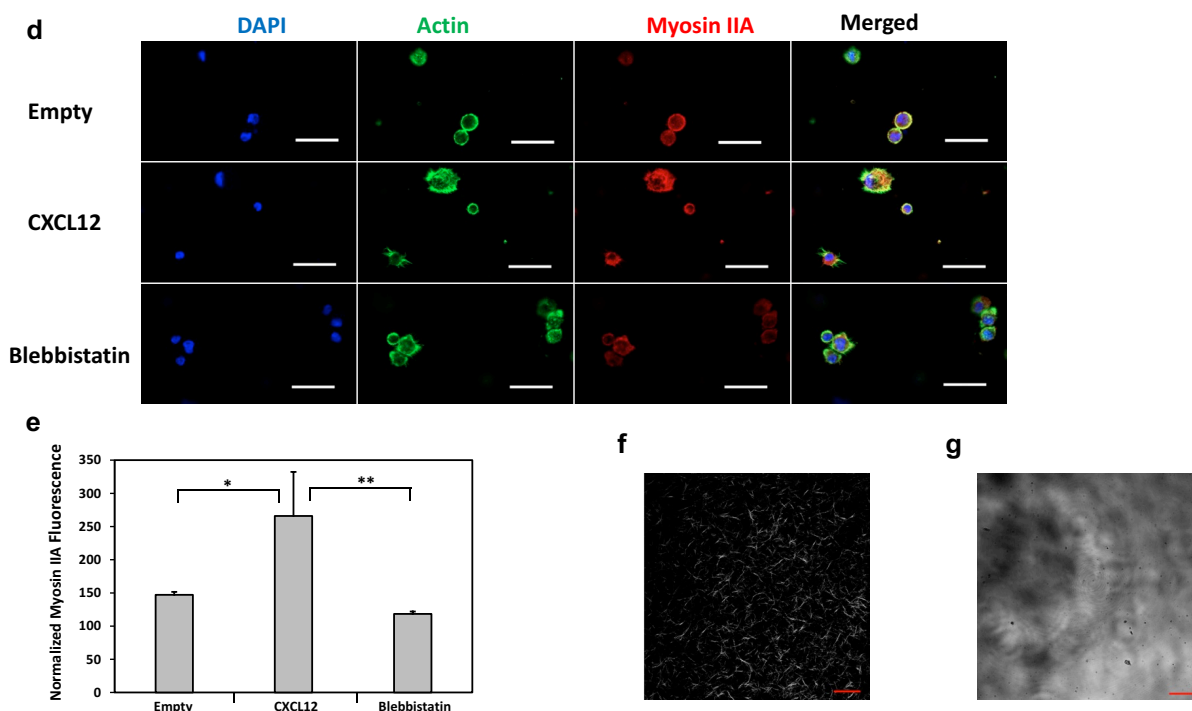 d
DAPI Actin Myosin IIA Merged
Empty
CXCL12
Blebbistatin
e
Normalized Myosin IIA Fluorescence
350
300
250
200
150
100
50
0
*
**
Empty CXCL12 Blebbistatin
f
g